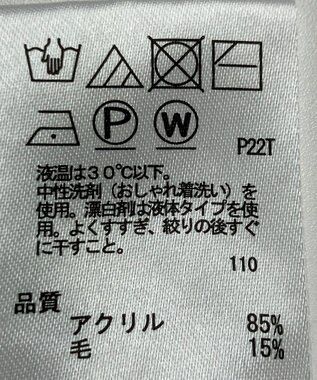 P
W
P22T
液温は30℃以下。
中性洗剤（おしゃれ着洗い）を
使用。漂白剤は液体タイプを使
用。よくすすぎ、絞りの後すぐ
に干すこと。
110
品質
アクリル 85%
毛 15%